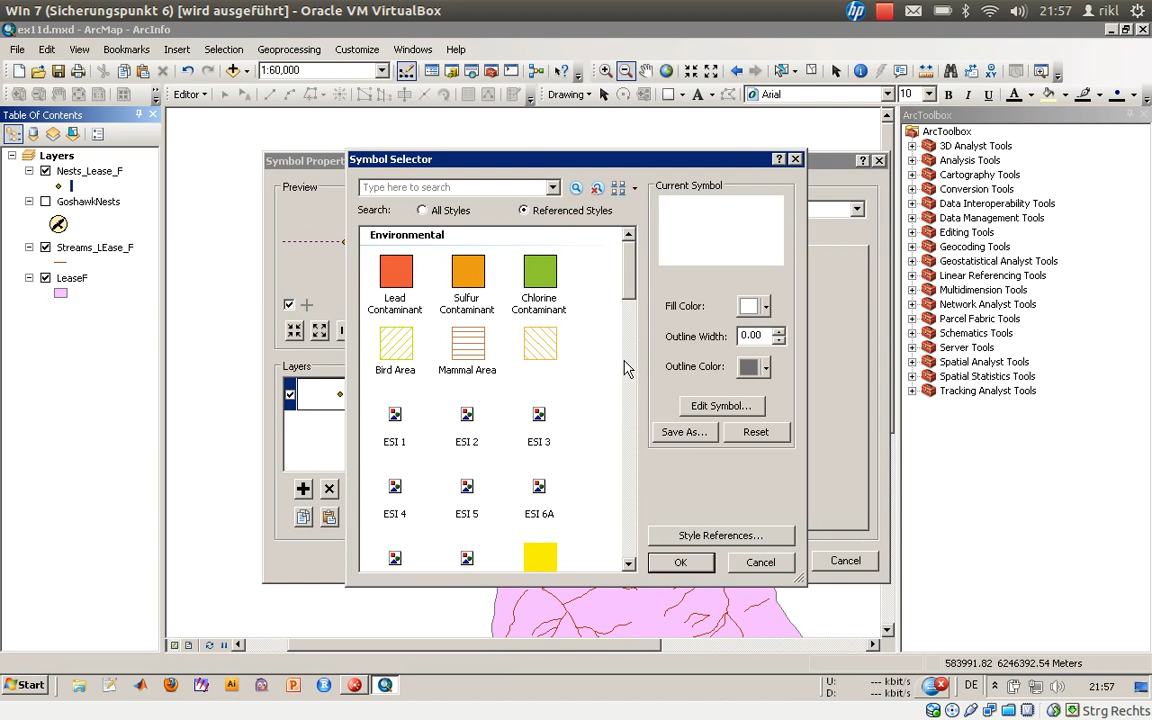 WIn 7 (Sicherungspunkt 6) [wird ausgeführt] - Oracle VM VirtualBox
21:57
rikl
ex11d.mxd - ArcMap - ArcInfo
File Edit View Bookmarks Insert Selection Geoprocessing Customize Windows Help
1:60,000
Editor
Drawing
Arial
10
B I U A
Table Of Contents
Layers
Nests_Lease_F
GoshawkNests
Streams_LEase_F
LeaseF
Symbol Propert
Preview
Layers
Cancel
Symbol Selector
Type here to search
Search: All Styles Referenced Styles
Environmental
Lead Contaminant
Sulfur Contaminant
Chlorine Contaminant
Bird Area
Mammal Area
ESI 1
ESI 2
ESI 3
ESI 4
ESI 5
ESI 6A
Current Symbol
Fill Color:
Outline Width: 0.00
Outline Color:
Edit Symbol...
Save As... Reset
Style References...
OK Cancel
ArcToolbox
ArcToolbox
3D Analyst Tools
Analysis Tools
Cartography Tools
Conversion Tools
Data Interoperability Tools
Data Management Tools
Editing Tools
Geocoding Tools
Geostatistical Analyst Tools
Linear Referencing Tools
Multidimension Tools
Network Analyst Tools
Parcel Fabric Tools
Schematics Tools
Server Tools
Spatial Analyst Tools
Spatial Statistics Tools
Tracking Analyst Tools
583991.82 6246392.54 Meters
Start
U: --- kbit/s
D: --- kbit/s
DE
21:57
Strg Rechts